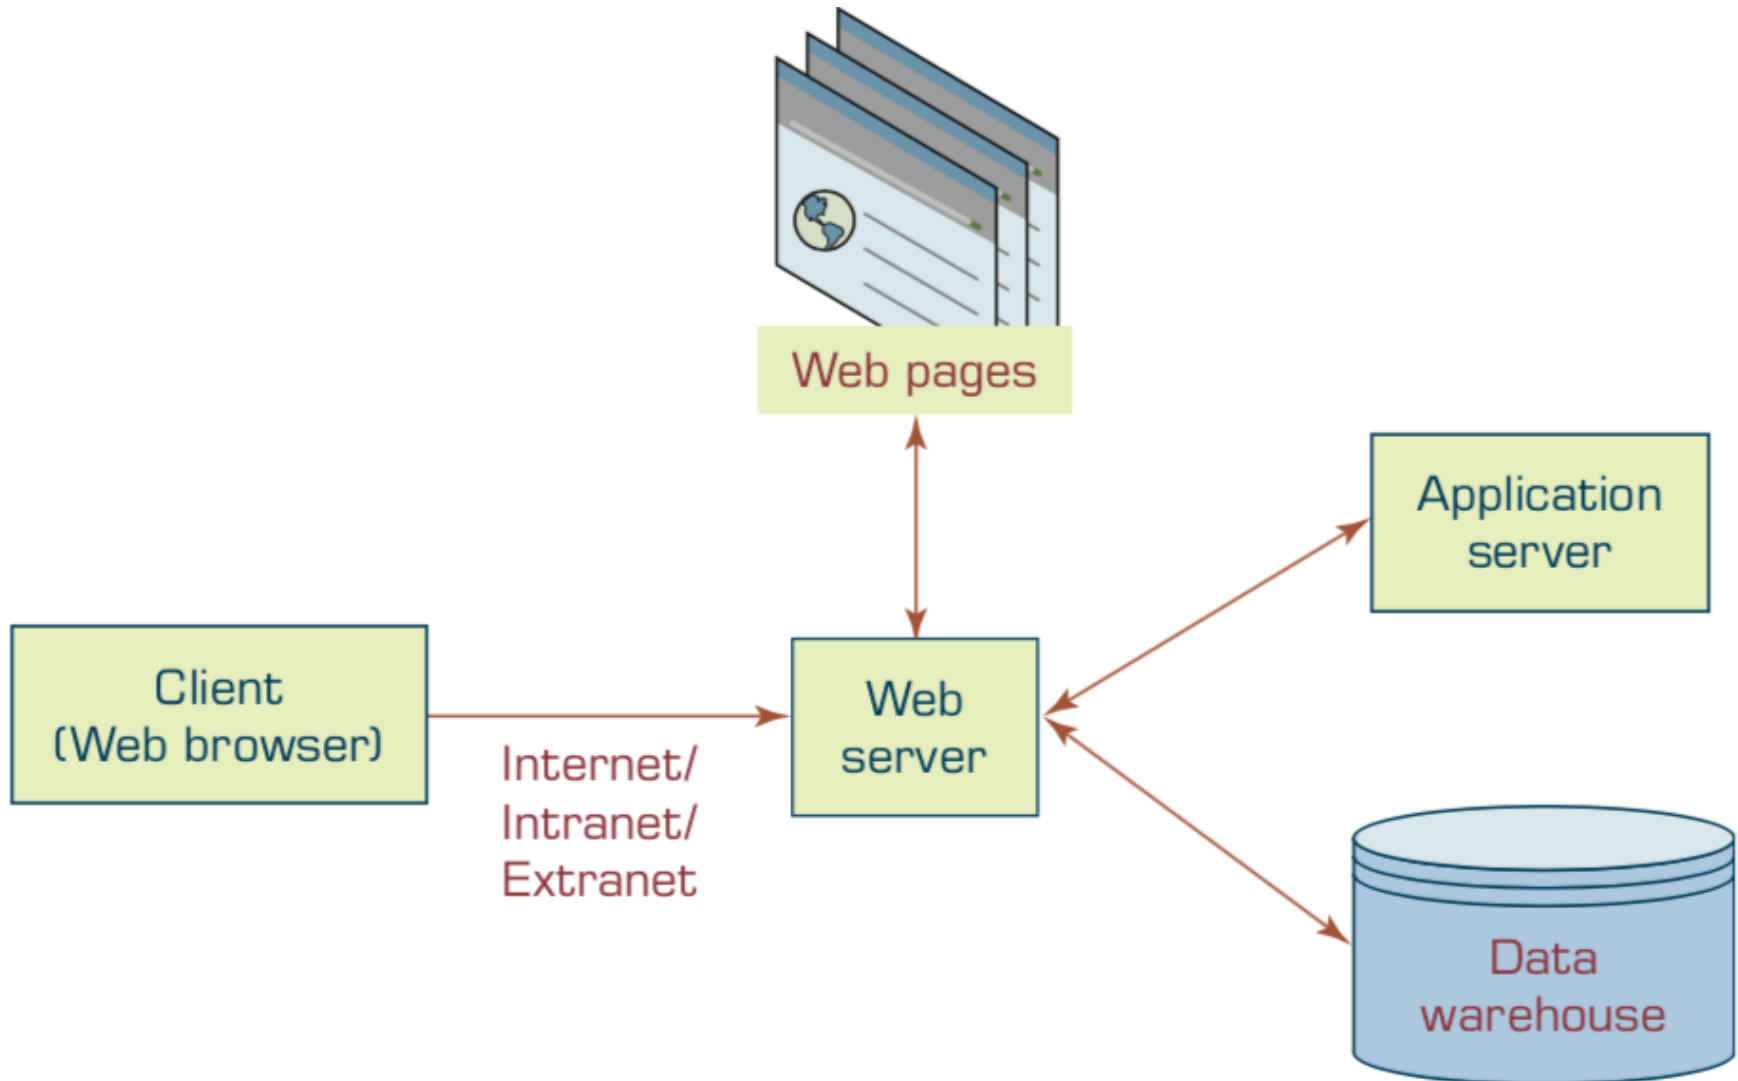 Web pages
Application
server
Client
(Web browser)
Web
server
Internet/
Intranet/
Extranet
Data
warehouse